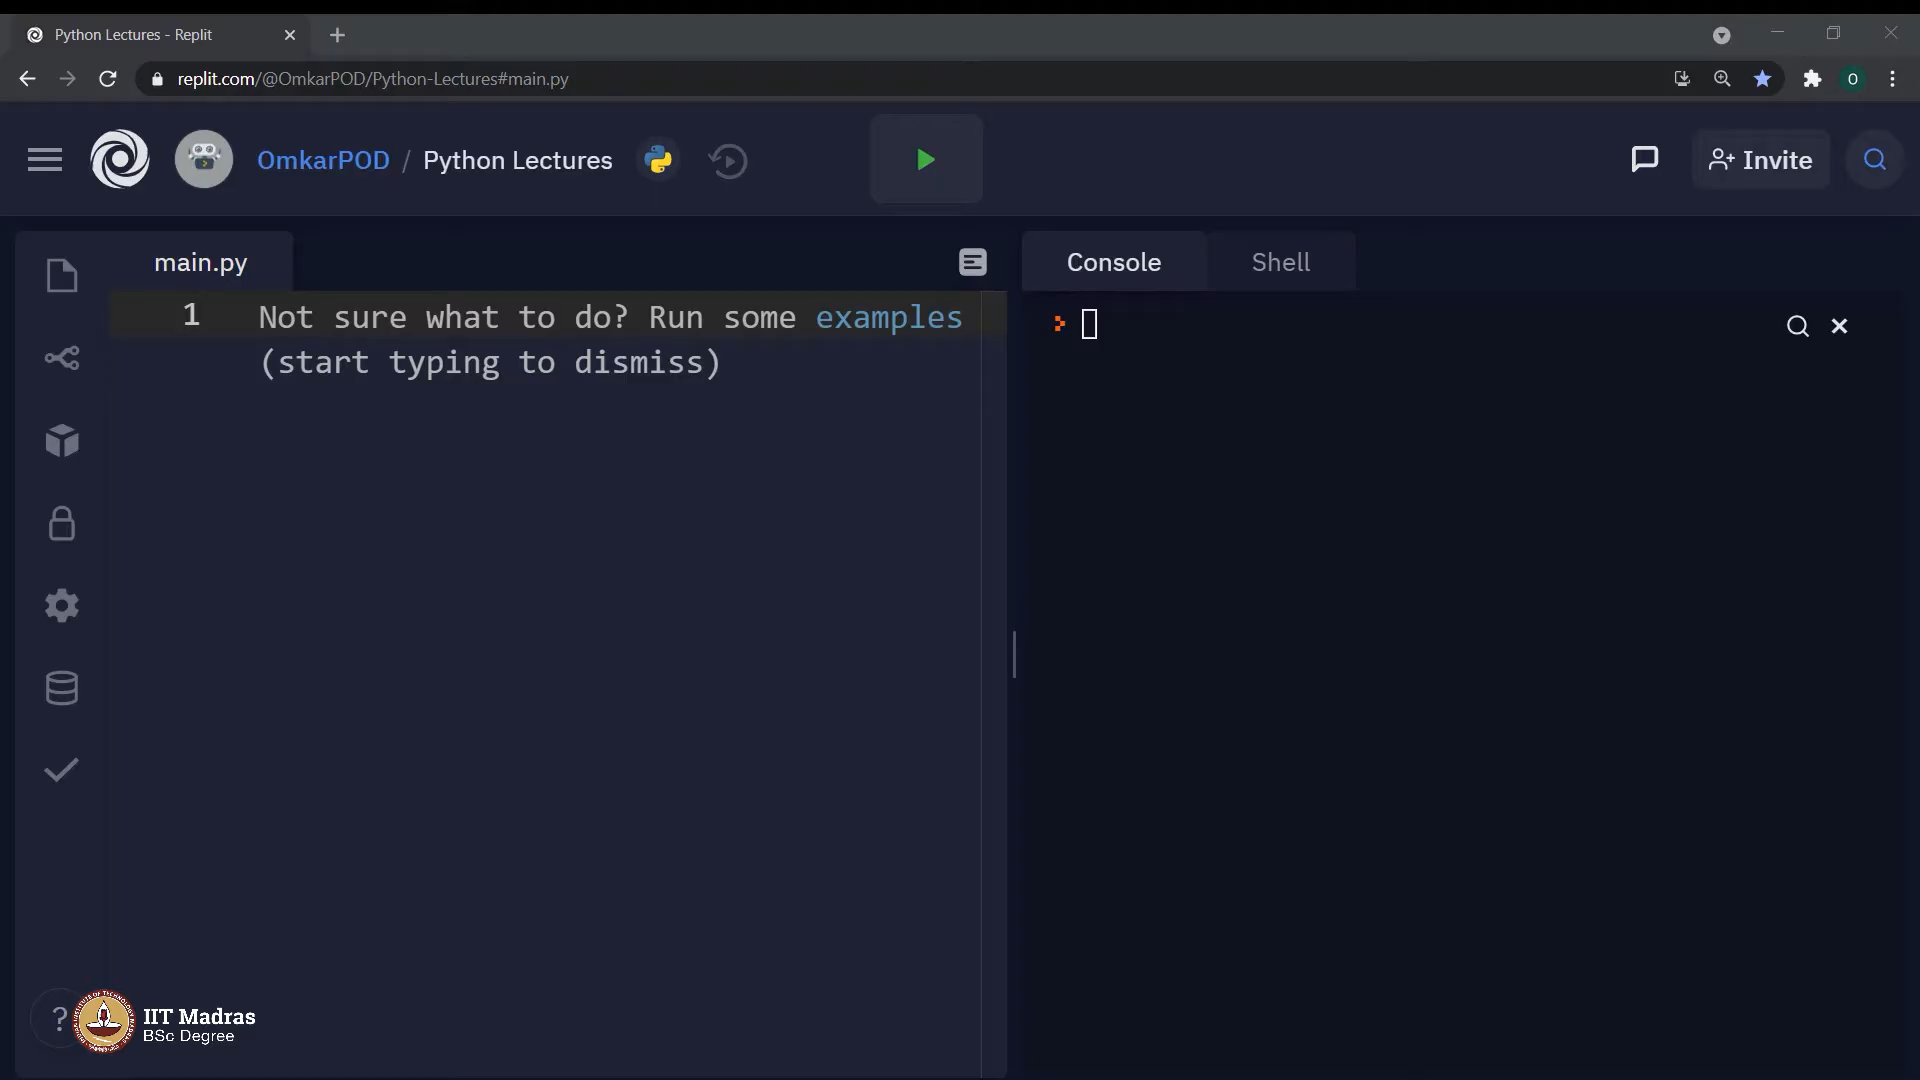 Python Lectures - Replit
replit.com/@OmkarPOD/Python-Lectures#main.py
O
OmkarPOD / Python Lectures
Invite
main.py
Console
Shell
1 Not sure what to do? Run some examples
(start typing to dismiss)
?
IIT Madras
BSc Degree